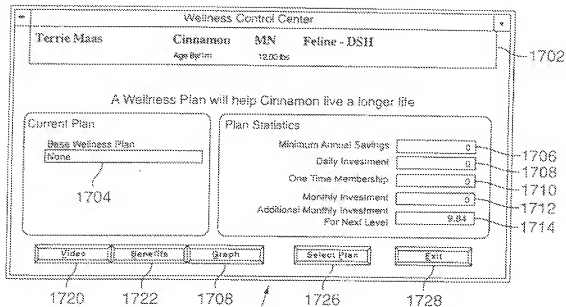 Wellness Control Center
Terrie Maas Cinnamon MN Feline - DSH
12.00 lbs
1702
A Wellness Plan will help Cinnamon live a longer life
Current Plan
Base Wellness Plan
None
1704
Plan Statistics
Minimum Annual Savings 0 1706
Daily Investment 0 1708
One Time Membership 0 1710
Monthly Investment 0 1712
Additional Monthly Investment
For Next Level 9.84 1714
Video Benefits Graph Select Plan Exit
1720 1722 1708 1726 1728